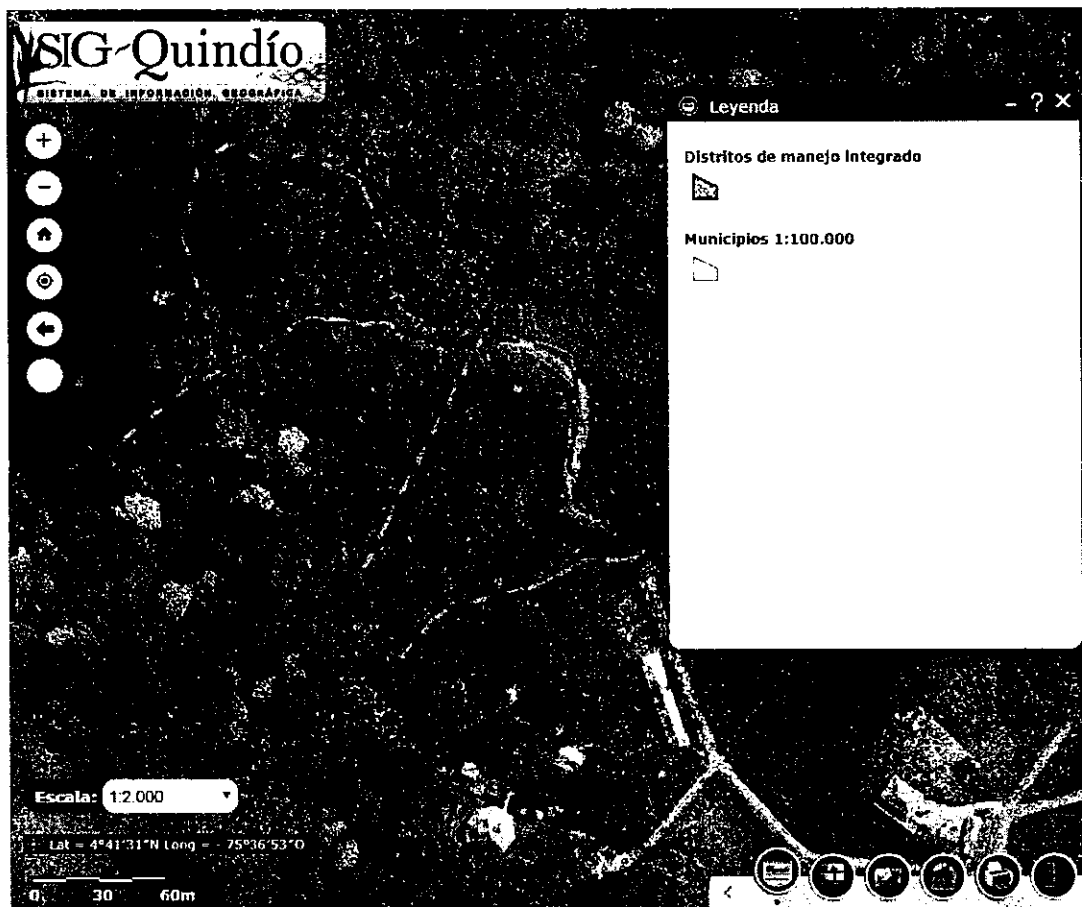 SIG-Quindío
SISTEMA DE INFORMACIÓN GEOGRÁFICA
Leyenda
Distritos de manejo integrado
Municipios 1:100.000
Escala: 1:2.000
Lat = 4°41'31"N Long = - 75°36'53"O
0 30 60m